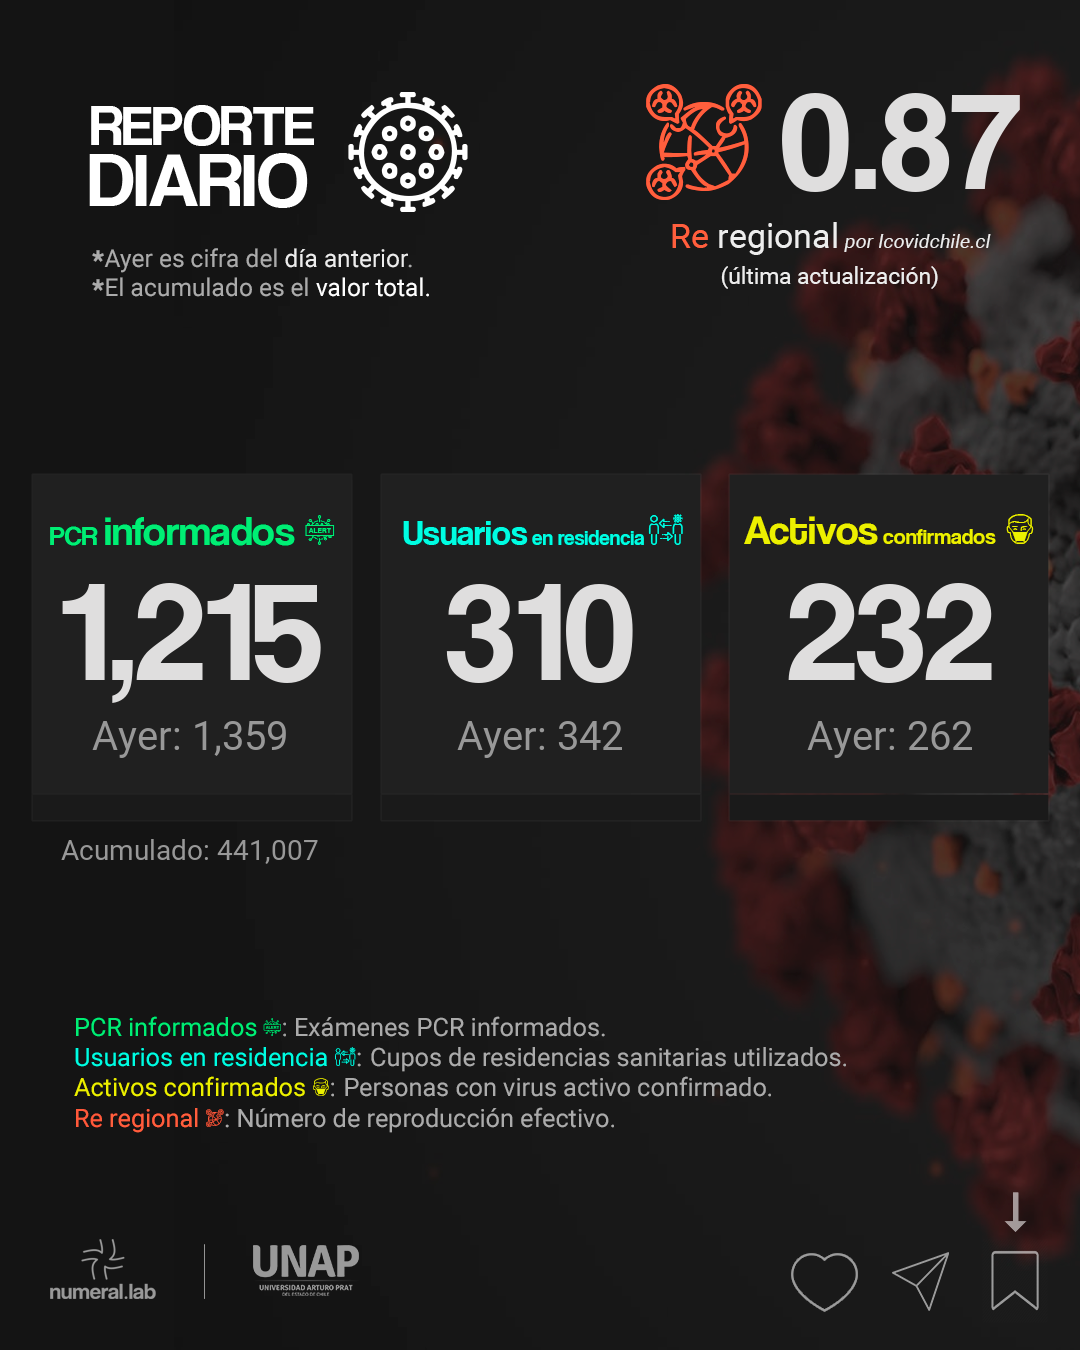 REPORTE
DIARIO
*Ayer es cifra del día anterior.
*El acumulado es el valor total.
0.87
Re regional por Icovidchile.cl
(última actualización)
PCR informados ALERT
1,215
Ayer: 1,359
Acumulado: 441,007
Usuarios en residencia
310
Ayer: 342
Activos confirmados
232
Ayer: 262
PCR informados ALERT: Exámenes PCR informados.
Usuarios en residencia : Cupos de residencias sanitarias utilizados.
Activos confirmados : Personas con virus activo confirmado.
Re regional : Número de reproducción efectivo.
numeral.lab
UNAP
UNIVERSIDAD ARTURO PRAT
DEL ESTADO DE CHILE